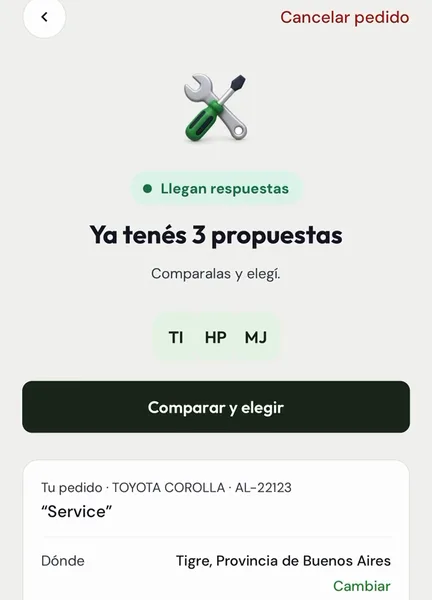 Cancelar pedido
Llegan respuestas
Ya tenés 3 propuestas
Comparalas y elegí.
TI HP MJ
Comparar y elegir
Tu pedido · TOYOTA COROLLA · AL-22123
“Service”
Dónde Tigre, Provincia de Buenos Aires
Cambiar